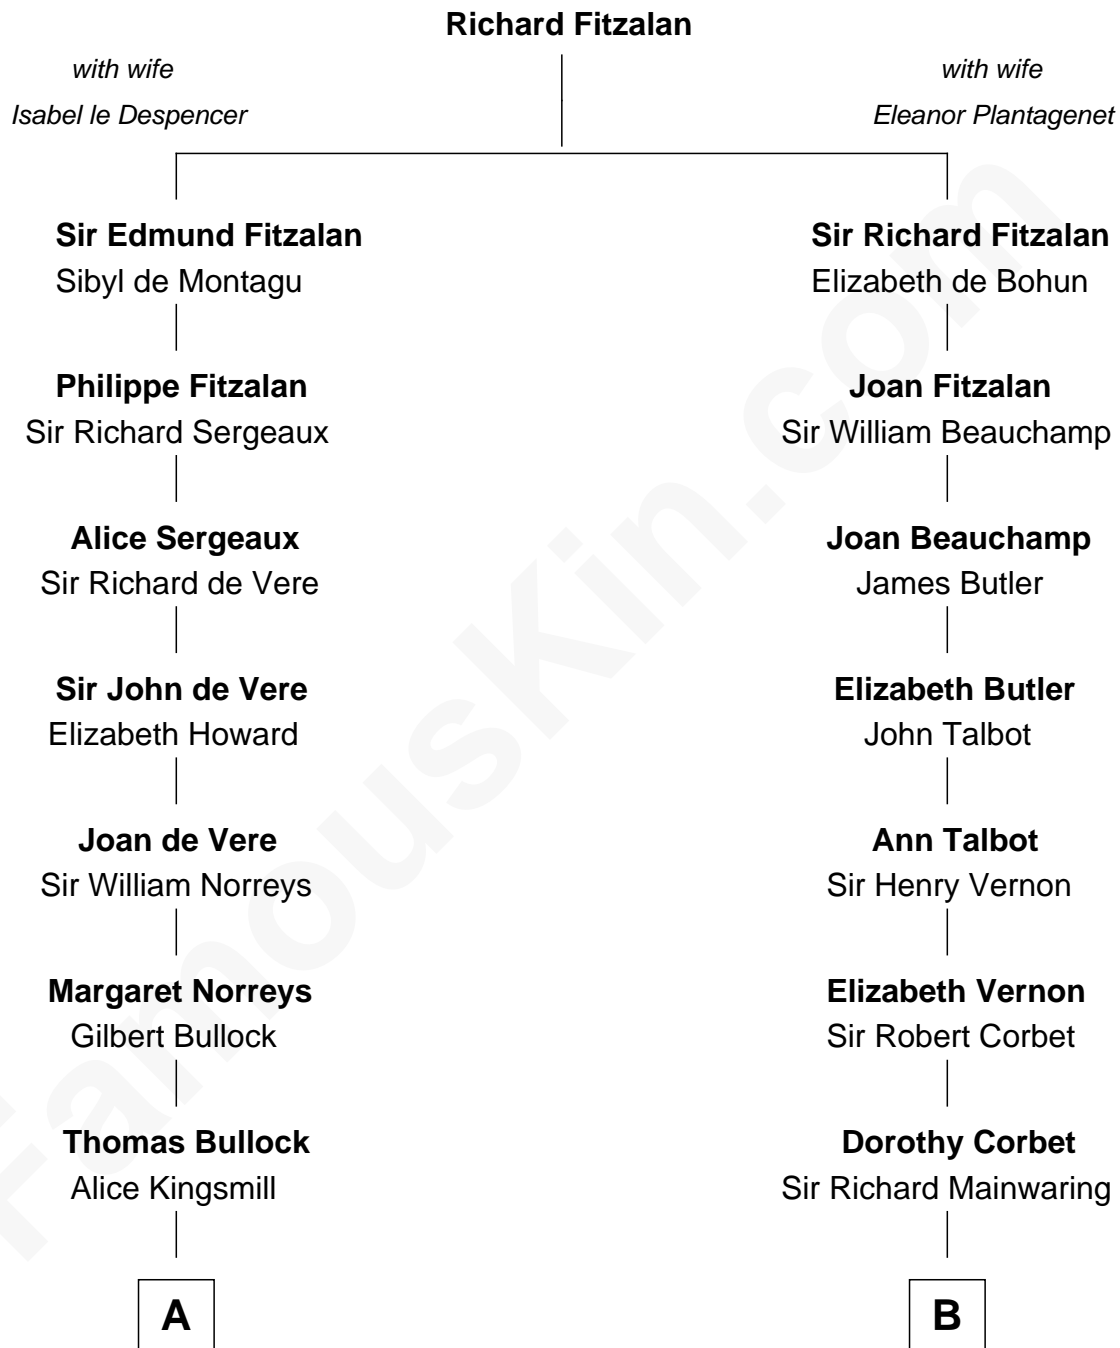 Richard Fitzalan
with wife
Isabel le Despencer
with wife
Eleanor Plantagenet
Sir Edmund Fitzalan
Sibyl de Montagu
Sir Richard Fitzalan
Elizabeth de Bohun
Philippe Fitzalan
Sir Richard Sergeaux
Joan Fitzalan
Sir William Beauchamp
Alice Sergeaux
Sir Richard de Vere
Joan Beauchamp
James Butler
Sir John de Vere
Elizabeth Howard
Elizabeth Butler
John Talbot
Joan de Vere
Sir William Norreys
Ann Talbot
Sir Henry Vernon
Margaret Norreys
Gilbert Bullock
Elizabeth Vernon
Sir Robert Corbet
Thomas Bullock
Alice Kingsmill
Dorothy Corbet
Sir Richard Mainwaring
A
B
FamousKin.com